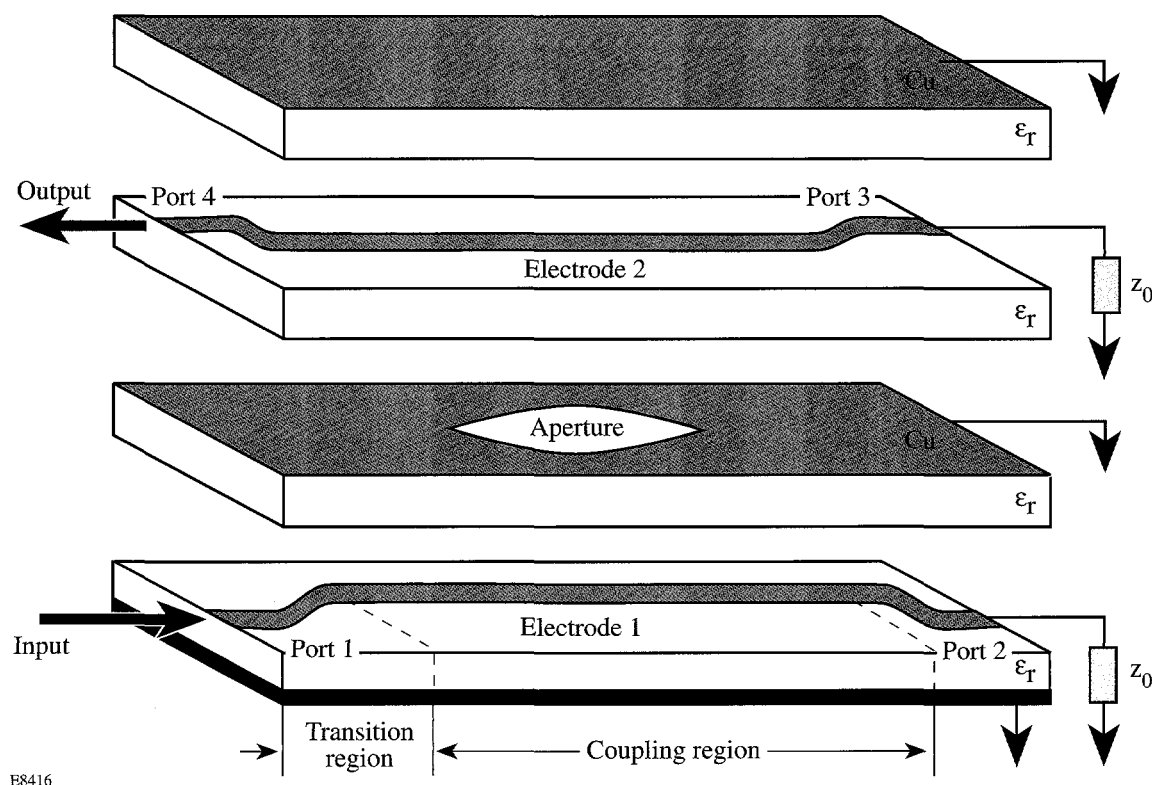 Cu
εr
Output
Port 4
Port 3
Electrode 2
εr
z0
Aperture
Cu
εr
Input
Electrode 1
Port 1
Port 2
εr
z0
Transition
region
Coupling region
E8416